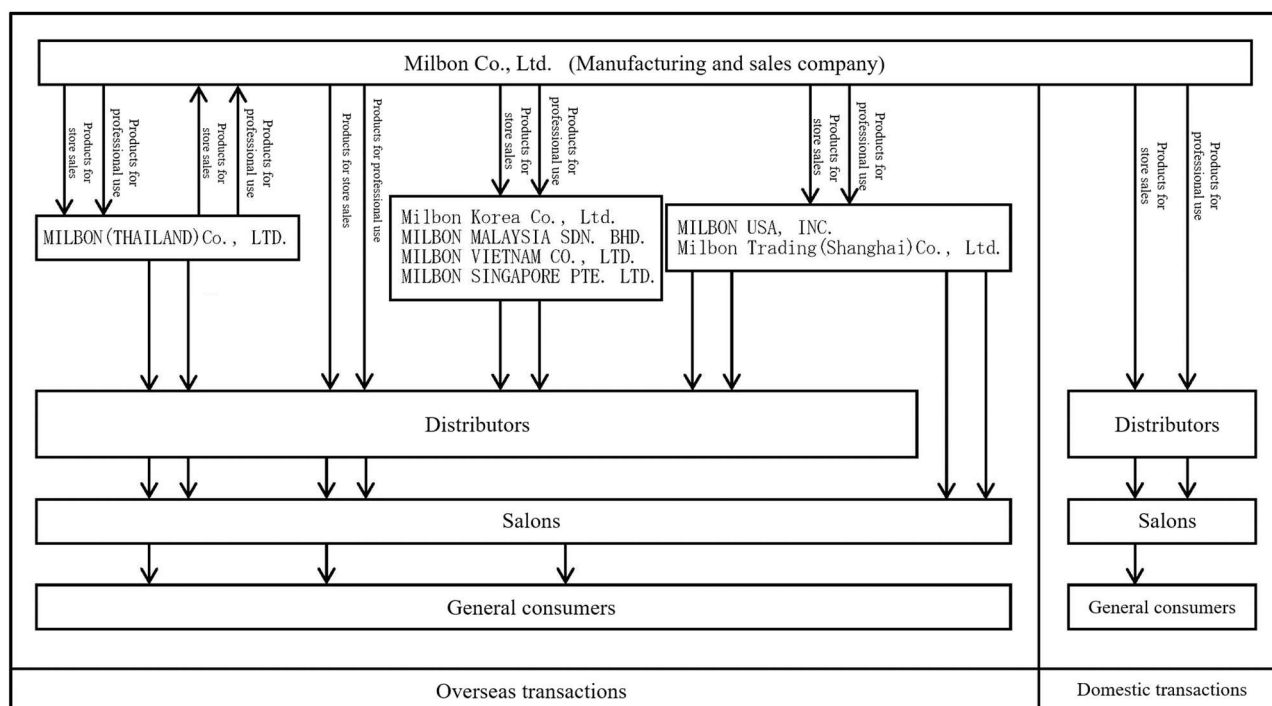 Milbon Co., Ltd. (Manufacturing and sales company)
Products for
store sales
Products for
professional use
Products for
store sales
Products for
professional use
Products for store sales
Products for professional use
Products for
store sales
Products for
professional use
Products for
store sales
Products for
professional use
Products for
store sales
Products for
professional use
MILBON(THAILAND)Co., LTD.
Milbon Korea Co., Ltd.
MILBON MALAYSIA SDN. BHD.
MILBON VIETNAM CO., LTD.
MILBON SINGAPORE PTE. LTD.
MILBON USA, INC.
Milbon Trading(Shanghai)Co., Ltd.
Distributors
Distributors
Salons
Salons
General consumers
General consumers
Overseas transactions
Domestic transactions